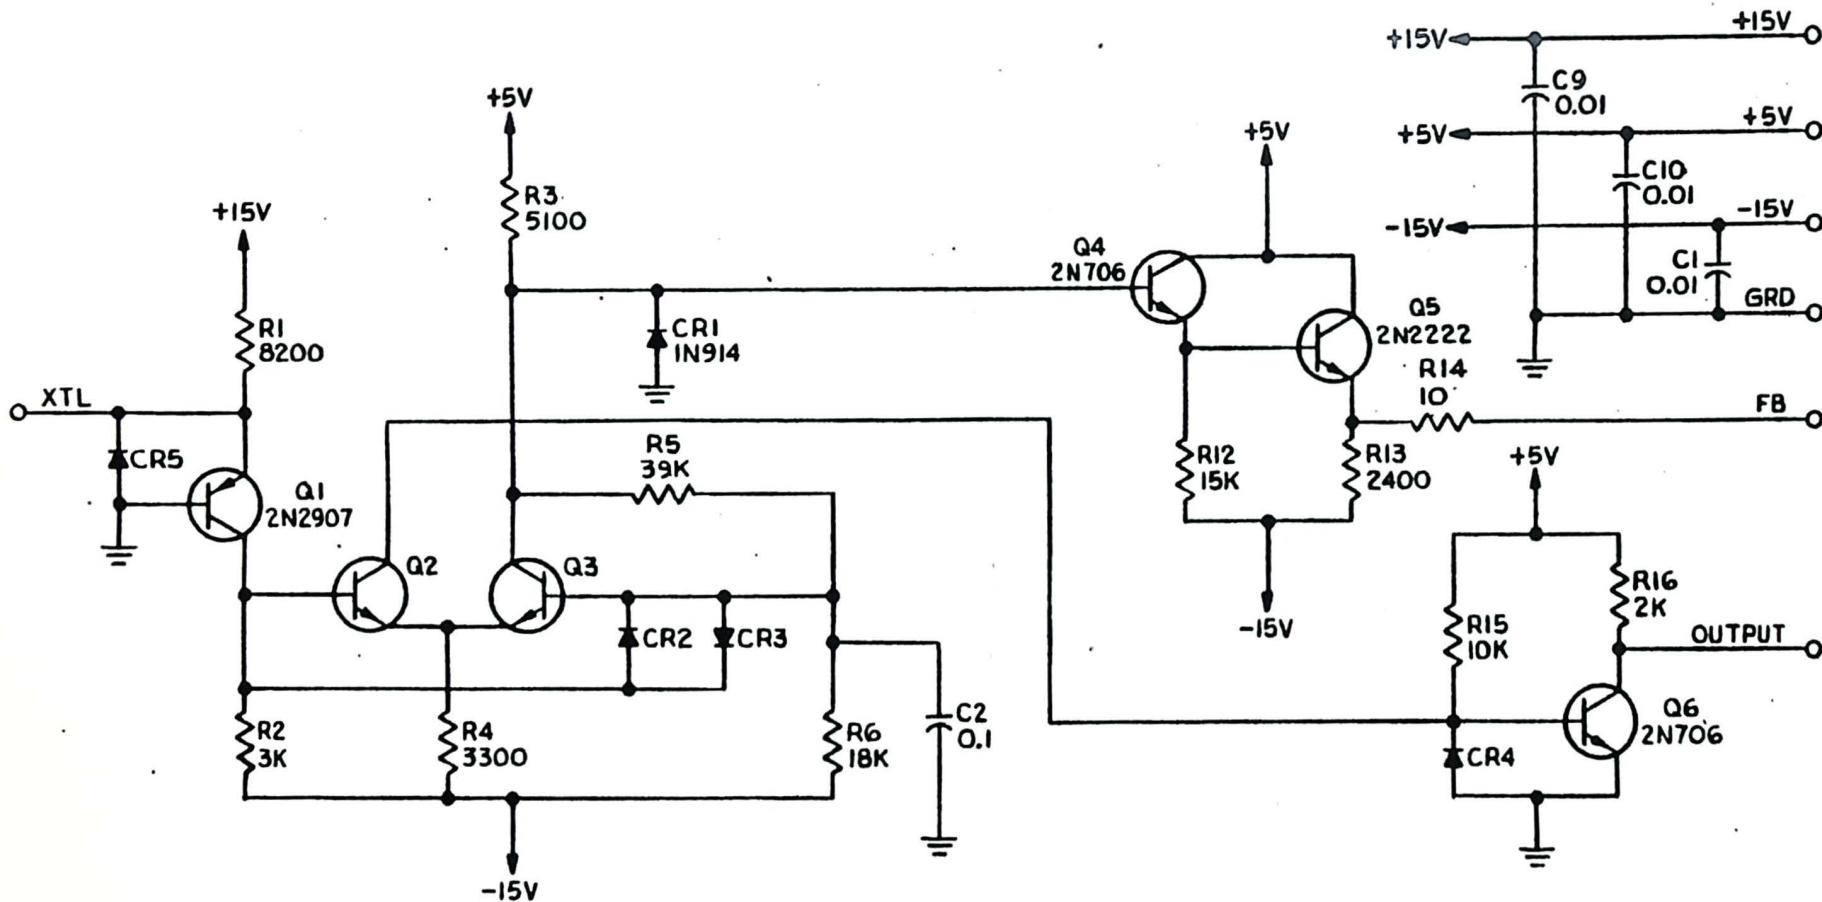 +15V
+15V
C9
0.01
+5V
+5V
+5V
+5V
C10
0.01
R3
5100
+15V
-15V
-15V
Q4
2N706
C1
0.01
GRD
R1
8200
CR1
1N914
Q5
2N2222
R14
10
XTL
FB
CR5
R5
39K
R12
15K
R13
2400
+5V
Q1
2N2907
Q2
Q3
R16
2K
CR2
CR3
-15V
R15
10K
OUTPUT
R2
3K
R4
3300
R6
18K
C2
0.1
Q6
2N706
CR4
-15V